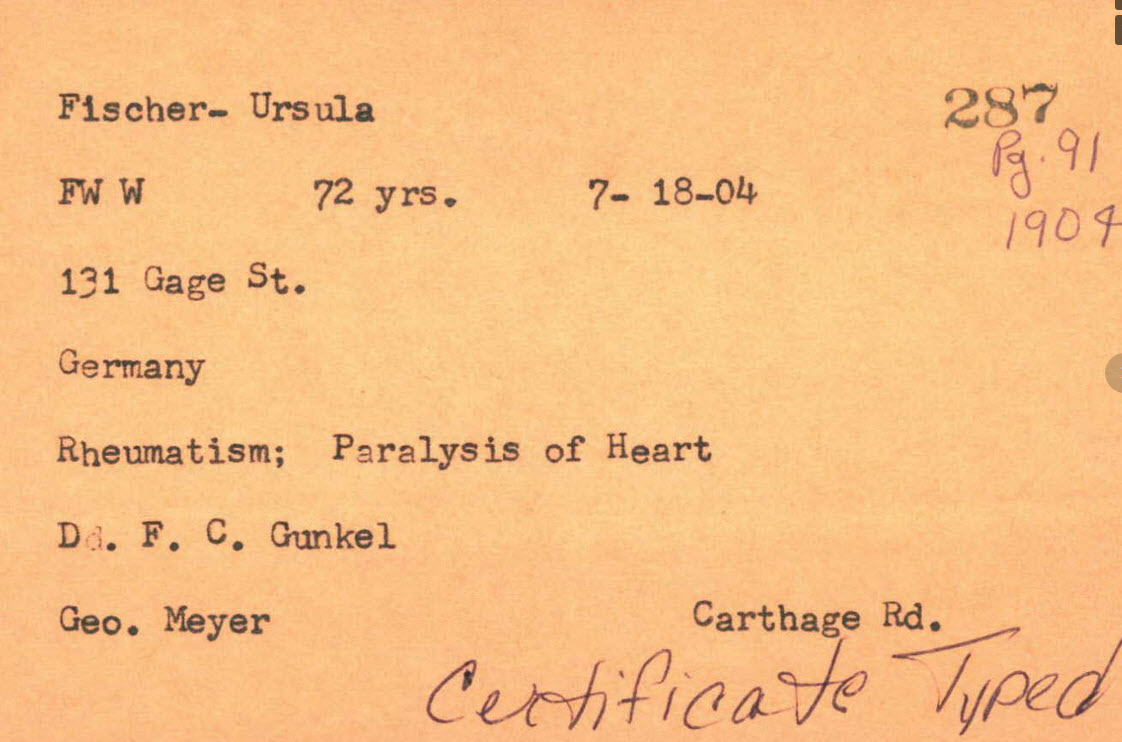 Fischer- Ursula
287
Pg. 91
FW W 72 yrs. 7- 18-04
1904
131 Gage St.
Germany
Rheumatism; Paralysis of Heart
Dd. F. C. Gunkel
Geo. Meyer Carthage Rd.
Certificate Typed